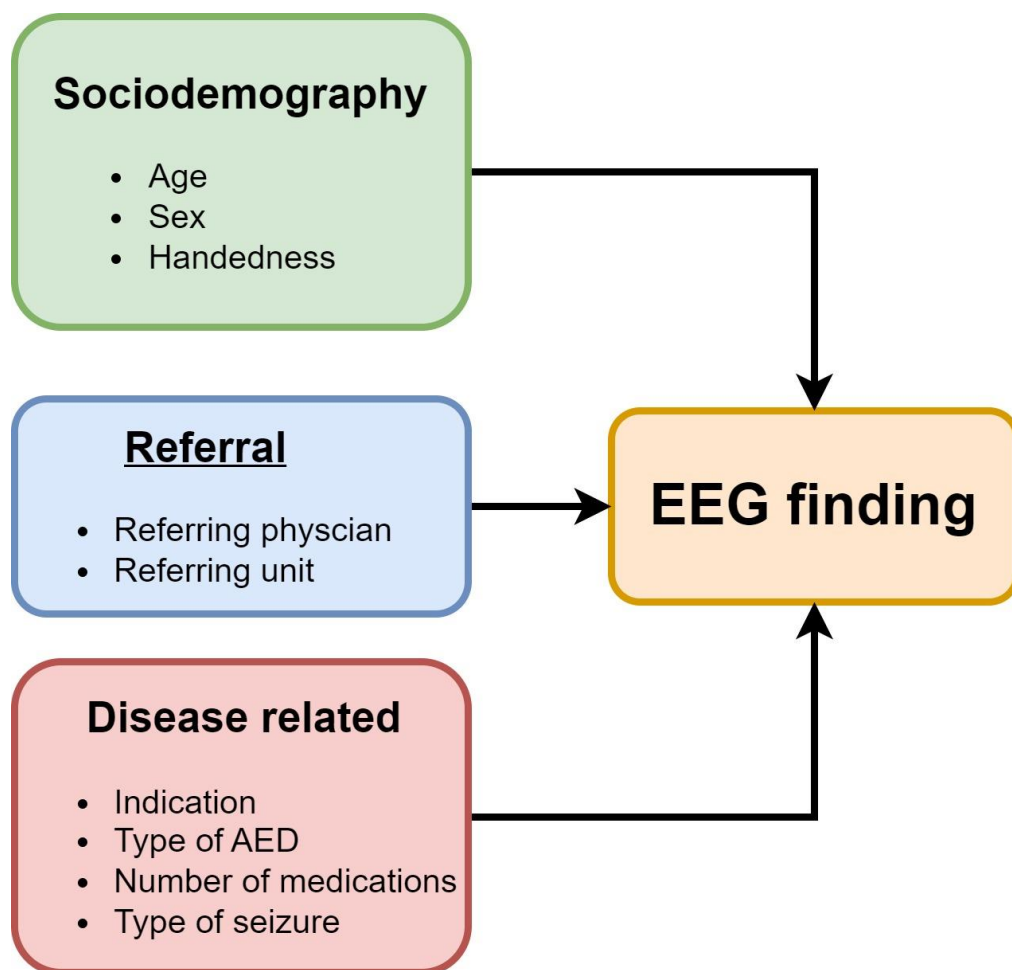 Sociodemography
• Age
• Sex
• Handedness
Referral
• Referring physcian
• Referring unit
EEG finding
Disease related
• Indication
• Type of AED
• Number of medications
• Type of seizure